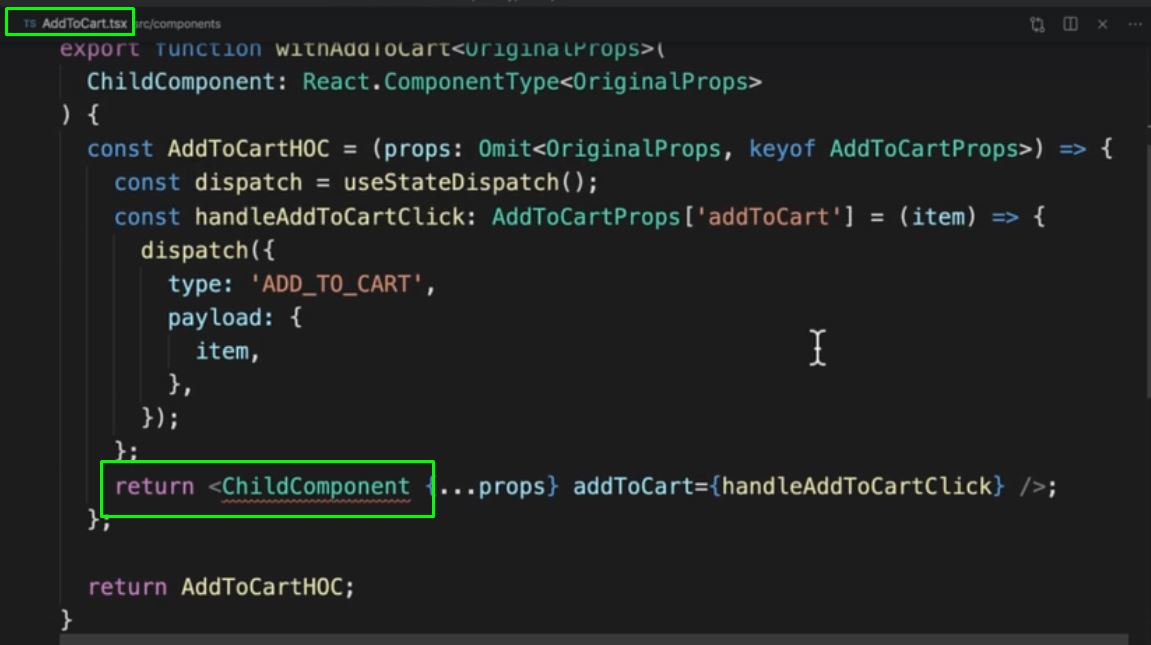 TS AddToCart.tsx src/components
export function withAddToCart<OriginalProps>(
ChildComponent: React.ComponentType<OriginalProps>
) {
const AddToCartHOC = (props: Omit<OriginalProps, keyof AddToCartProps>) => {
const dispatch = useStateDispatch();
const handleAddToCartClick: AddToCartProps['addToCart'] = (item) => {
dispatch({
type: 'ADD_TO_CART',
payload: {
item,
},
});
};
return <ChildComponent {...props} addToCart={handleAddToCartClick} />;
};
return AddToCartHOC;
}